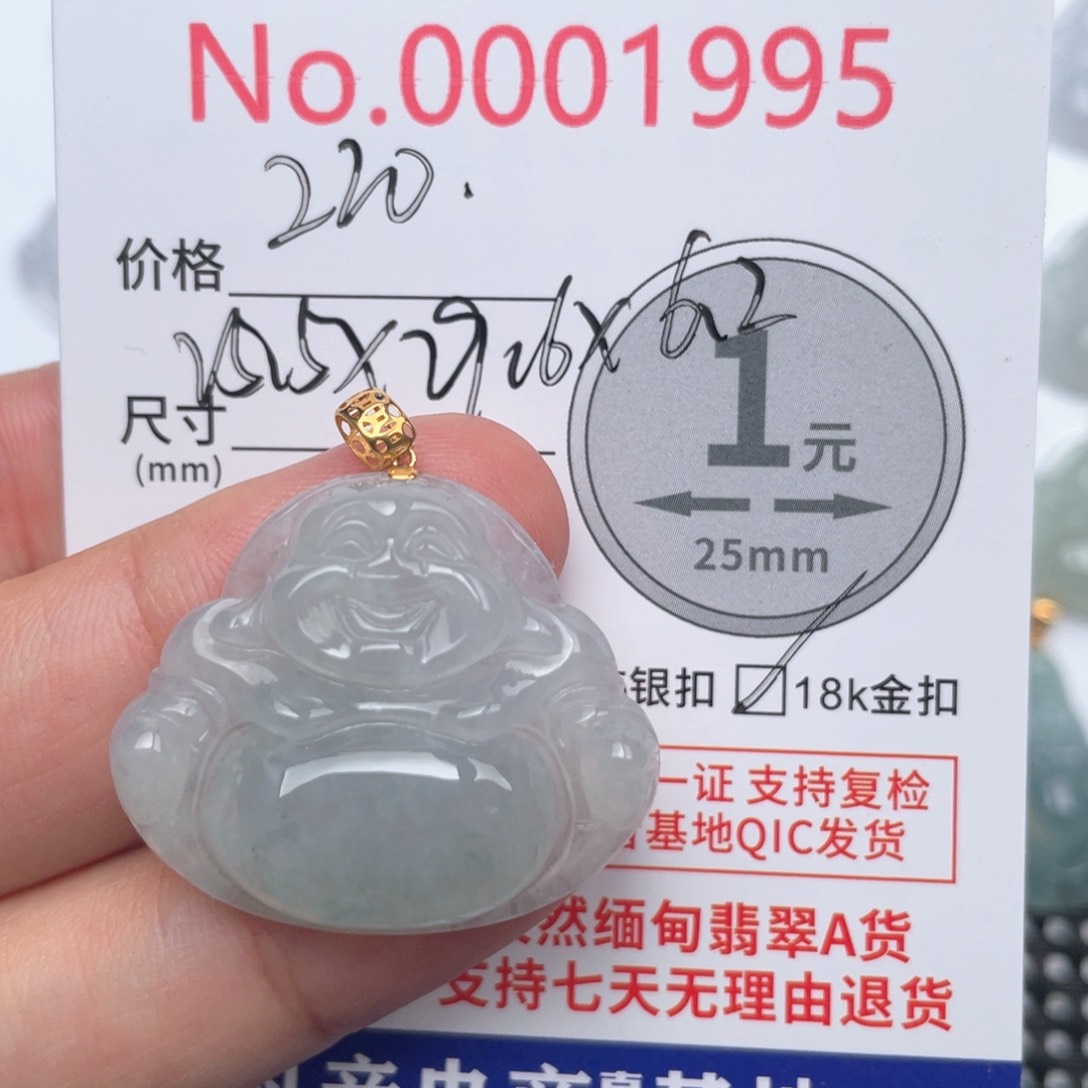 No.0001995
220.
价格
25.5x29.6x6.2
尺寸
(mm)
1元
25mm
银扣 18k金扣
一证 支持复检
基地QIC发货
然缅甸翡翠A货
支持七天无理由退货